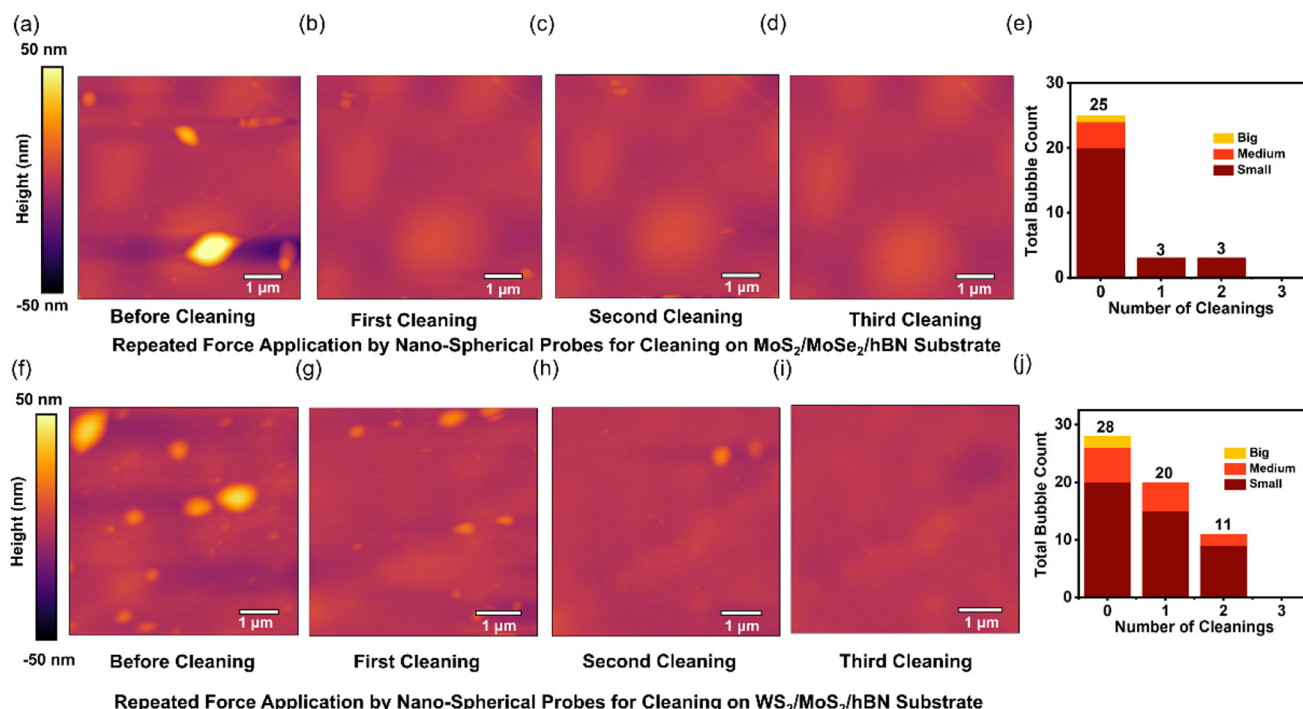 (a) (b) (c) (d) (e)
50 nm
Height (nm)
-50 nm
1 µm 1 µm 1 µm 1 µm
Before Cleaning First Cleaning Second Cleaning Third Cleaning
Repeated Force Application by Nano-Spherical Probes for Cleaning on MoS₂/MoSe₂/hBN Substrate
Total Bubble Count
30
20
10
0
25
3
3
Big
Medium
Small
0 1 2 3
Number of Cleanings
(f) (g) (h) (i) (j)
50 nm
Height (nm)
-50 nm
1 µm 1 µm 1 µm 1 µm
Before Cleaning First Cleaning Second Cleaning Third Cleaning
Repeated Force Application by Nano-Spherical Probes for Cleaning on WS₂/MoS₂/hBN Substrate
Total Bubble Count
30
20
10
0
28
20
11
Big
Medium
Small
0 1 2 3
Number of Cleanings